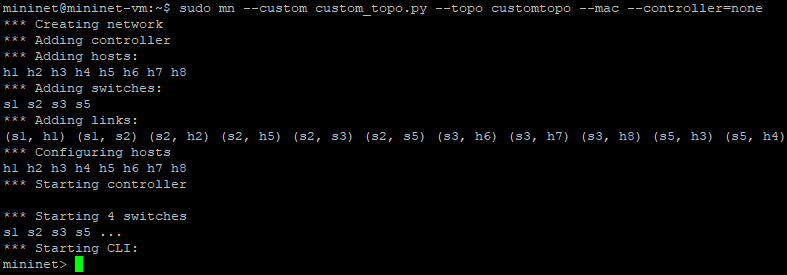 mininet@mininet-vm:~$ sudo mn --custom custom_topo.py --topo customtopo --mac --controller=none
*** Creating network
*** Adding controller
*** Adding hosts:
h1 h2 h3 h4 h5 h6 h7 h8
*** Adding switches:
s1 s2 s3 s5
*** Adding links:
(s1, h1) (s1, s2) (s2, h2) (s2, h5) (s2, s3) (s2, s5) (s3, h6) (s3, h7) (s3, h8) (s5, h3) (s5, h4)
*** Configuring hosts
h1 h2 h3 h4 h5 h6 h7 h8
*** Starting controller
*** Starting 4 switches
s1 s2 s3 s5 ...
*** Starting CLI:
mininet>